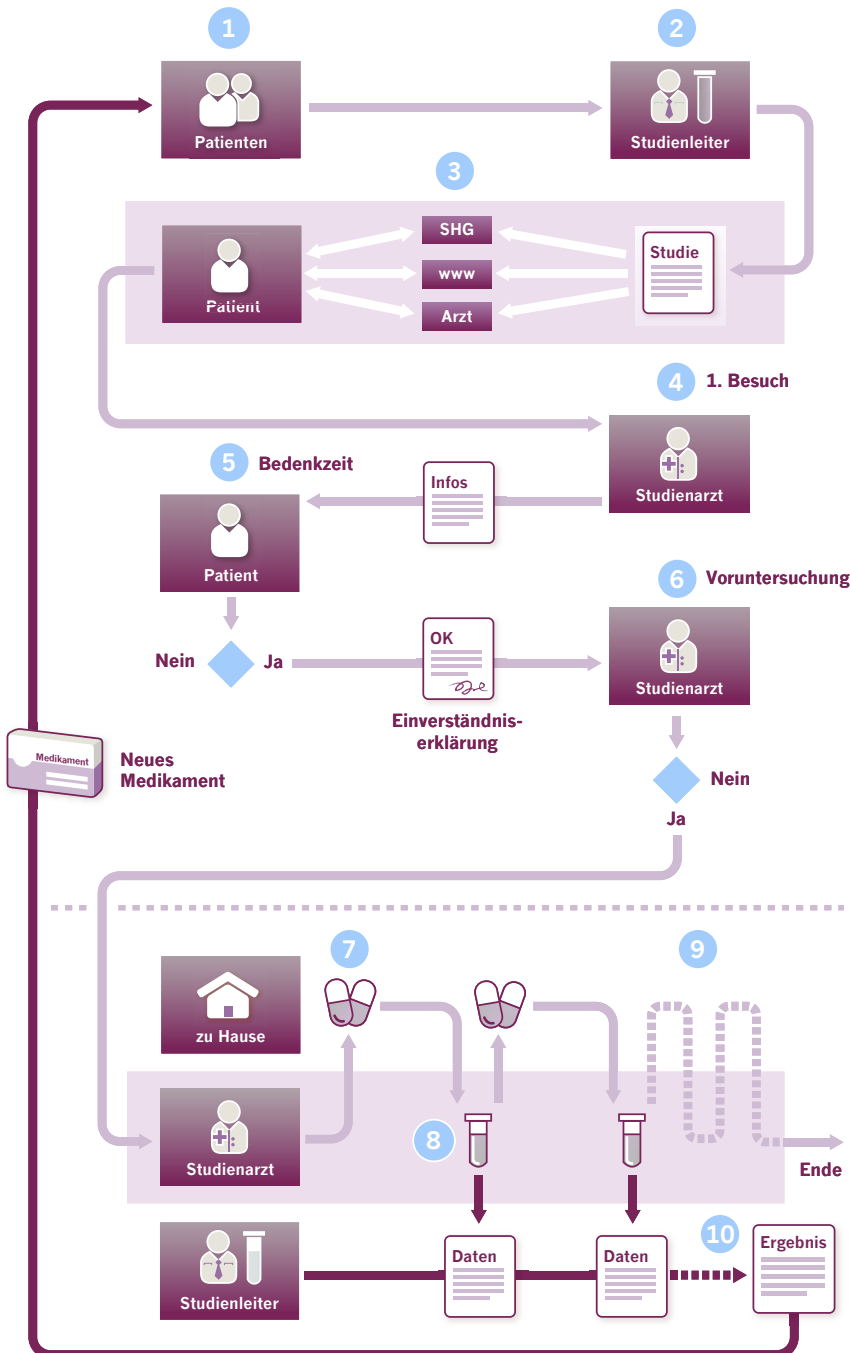 1
2
Patienten
Studienleiter
3
SHG
www
Arzt
Patient
Studie
4
1. Besuch
Studienarzt
5
Bedenkzeit
Infos
Patient
6
Voruntersuchung
Nein
Ja
OK
Einverständnis-
erklärung
Studienarzt
Medikament
Neues
Medikament
Nein
Ja
7
9
zu Hause
8
Studienarzt
Ende
10
Studienleiter
Daten
Daten
Ergebnis